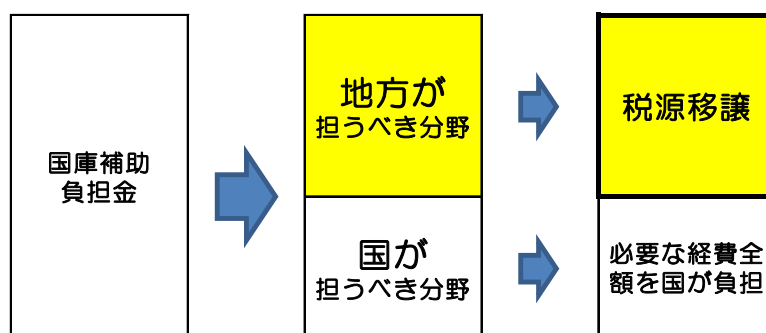 国庫補助
負担金
地方が
担うべき分野
国が
担うべき分野
税源移譲
必要な経費全
額を国が負担